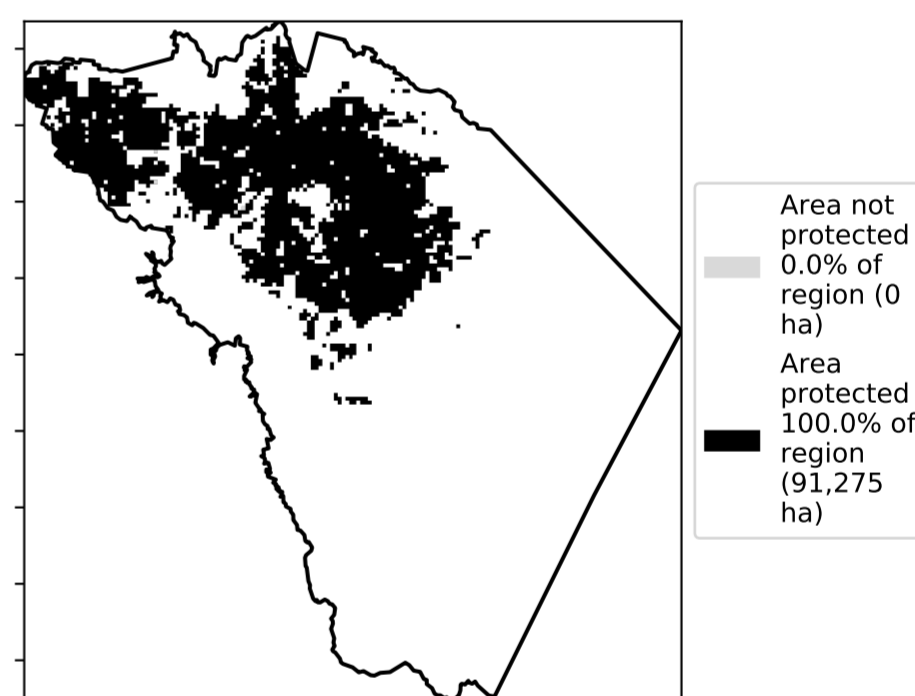 Area not
protected
0.0% of
region (0
ha)
Area
protected
100.0% of
region
(91,275
ha)